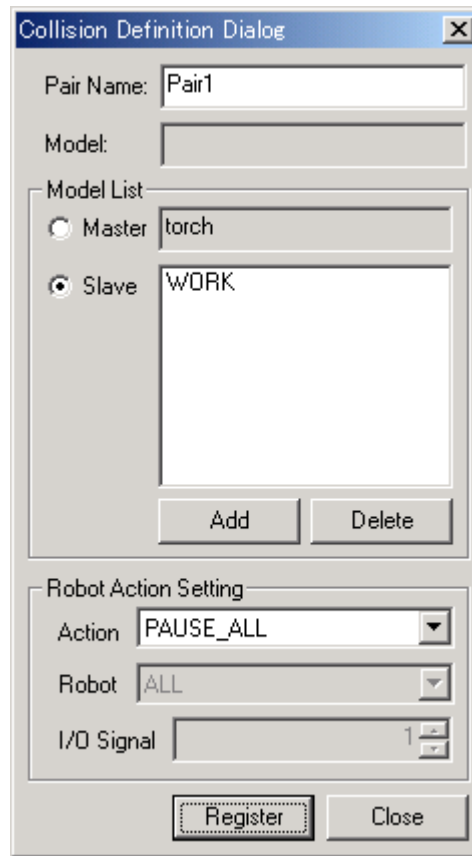 Collision Definition Dialog
Pair Name: Pair1
Model:
Model List
Master torch
Slave WORK
Add Delete
Robot Action Setting
Action PAUSE_ALL
Robot ALL
I/O Signal 1
Register Close